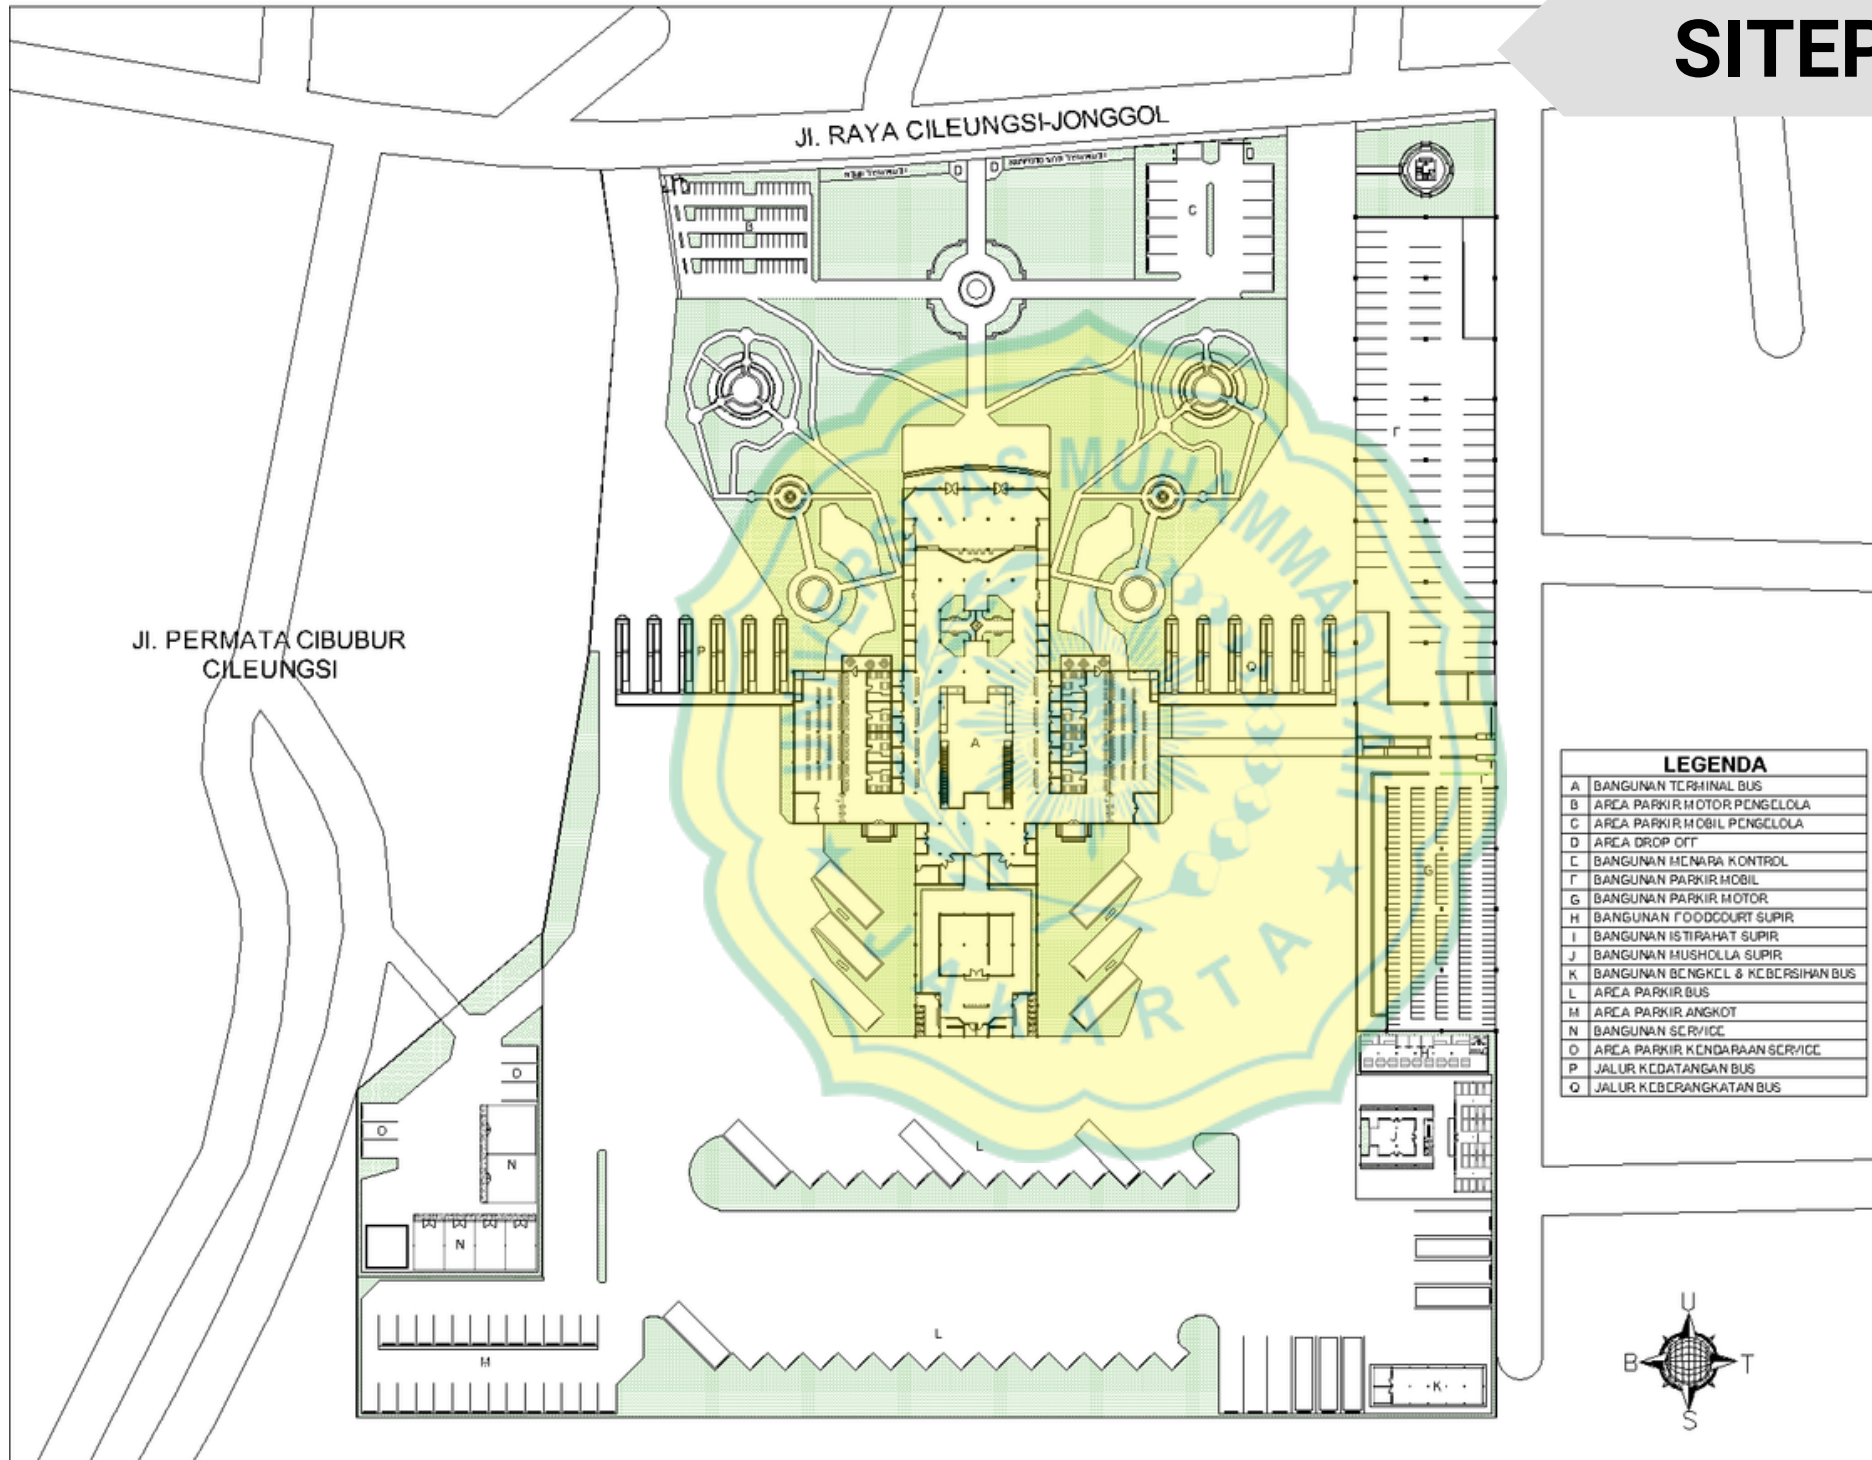 SITEP
Jl. RAYA CILEUNGSI-JONGGOL
D
D
B
C
Jl. PERMATA CIBUBUR
CILEUNGSI
P
Q
A
G
H
J
O
O
N
N
M
L
L
K
UNIVERSITAS MUHAMMADIYAH
JAKARTA
LEGENDA
A BANGUNAN TERMINAL BUS
B AREA PARKIR MOTOR PENGELOLA
C AREA PARKIR MOBIL PENGELOLA
D AREA DROP OFF
E BANGUNAN MENARA KONTROL
F BANGUNAN PARKIR MOBIL
G BANGUNAN PARKIR MOTOR
H BANGUNAN FOODCOURT SUPIR
I BANGUNAN ISTIRAHAT SUPIR
J BANGUNAN MUSHOLLA SUPIR
K BANGUNAN BENGKEL & KEBERSIHAN BUS
L AREA PARKIR BUS
M AREA PARKIR ANGKOT
N BANGUNAN SERVICE
O AREA PARKIR KENDARAAN SERVICE
P JALUR KEDATANGAN BUS
Q JALUR KEBERANGKATAN BUS
U
B T
S